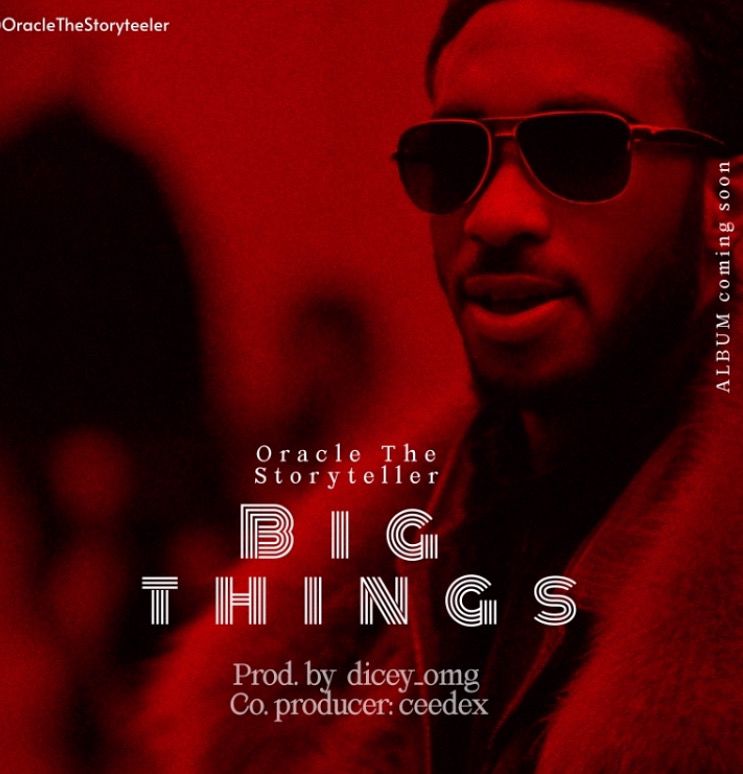 OracleTheStoryteeler
ALBUM coming soon
Oracle The
Storyteller
BIG
THINGS
Prod. by dicey_omg
Co. producer: ceedex